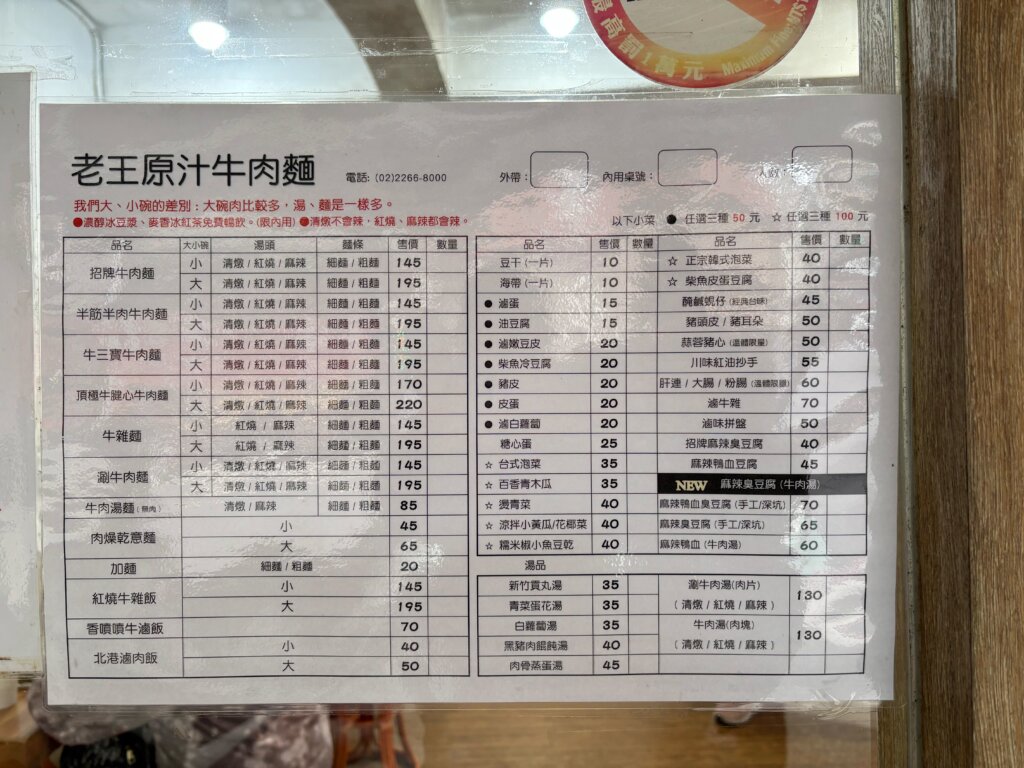 最高罰1萬元 Maximum Fine NT$
老王原汁牛肉麵 電話: (02)2266-8000 外帶: 內用桌號: 人數:
我們大、小碗的差別:大碗肉比較多,湯、麵是一樣多。
●濃醇冰豆漿、麥香冰紅茶免費暢飲。(限內用) ●清燉不會辣,紅燒、麻辣都會辣。
以下小菜 ● 任選三種 50 元 ☆ 任選三種 100 元
品名 大小碗 湯頭 麵條 售價 數量
招牌牛肉麵 小 清燉 / 紅燒 / 麻辣 細麵 / 粗麵 145
大 清燉 / 紅燒 / 麻辣 細麵 / 粗麵 195
半筋半肉牛肉麵 小 清燉 / 紅燒 / 麻辣 細麵 / 粗麵 145
大 清燉 / 紅燒 / 麻辣 細麵 / 粗麵 195
牛三寶牛肉麵 小 清燉 / 紅燒 / 麻辣 細麵 / 粗麵 145
大 清燉 / 紅燒 / 麻辣 細麵 / 粗麵 195
頂極牛腱心牛肉麵 小 清燉 / 紅燒 / 麻辣 細麵 / 粗麵 170
大 清燉 / 紅燒 / 麻辣 細麵 / 粗麵 220
牛雜麵 小 紅燒 / 麻辣 細麵 / 粗麵 145
大 紅燒 / 麻辣 細麵 / 粗麵 195
涮牛肉麵 小 清燉 / 紅燒 / 麻辣 細麵 / 粗麵 145
大 清燉 / 紅燒 / 麻辣 細麵 / 粗麵 195
牛肉湯麵 (無肉) 清燉 / 麻辣 細麵 / 粗麵 85
肉燥乾意麵 小 45
大 65
加麵 細麵 / 粗麵 20
紅燒牛雜飯 小 145
大 195
香噴噴牛滷飯 70
北港滷肉飯 小 40
大 50
品名 售價 數量 品名 售價 數量
豆干 (一片) 10 ☆ 正宗韓式泡菜 40
海帶 (一片) 10 ☆ 柴魚皮蛋豆腐 40
● 滷蛋 15 醃鹹蜆仔 (經典台味) 45
● 油豆腐 15 豬頭皮 / 豬耳朵 50
● 滷嫩豆皮 20 蒜蓉豬心 (溫體限量) 50
● 柴魚冷豆腐 20 川味紅油抄手 55
● 豬皮 20 肝連 / 大腸 / 粉腸 (溫體限量) 60
● 皮蛋 20 滷牛雜 70
● 滷白蘿蔔 20 滷味拼盤 50
糖心蛋 25 招牌麻辣臭豆腐 40
☆ 台式泡菜 35 麻辣鴨血豆腐 45
☆ 百香青木瓜 35 NEW 麻辣臭豆腐 (牛肉湯)
☆ 燙青菜 40 麻辣鴨血臭豆腐 (手工/深坑) 70
☆ 涼拌小黃瓜/花椰菜 40 麻辣臭豆腐 (手工/深坑) 65
☆ 糯米椒小魚豆乾 40 麻辣鴨血 (牛肉湯) 60
湯品
新竹貢丸湯 35 涮牛肉湯(肉片) 130
青菜蛋花湯 35 ( 清燉 / 紅燒 / 麻辣 )
白蘿蔔湯 35 牛肉湯(肉塊) 130
黑豬肉餛飩湯 40 ( 清燉 / 紅燒 / 麻辣 )
肉骨蒸蛋湯 45